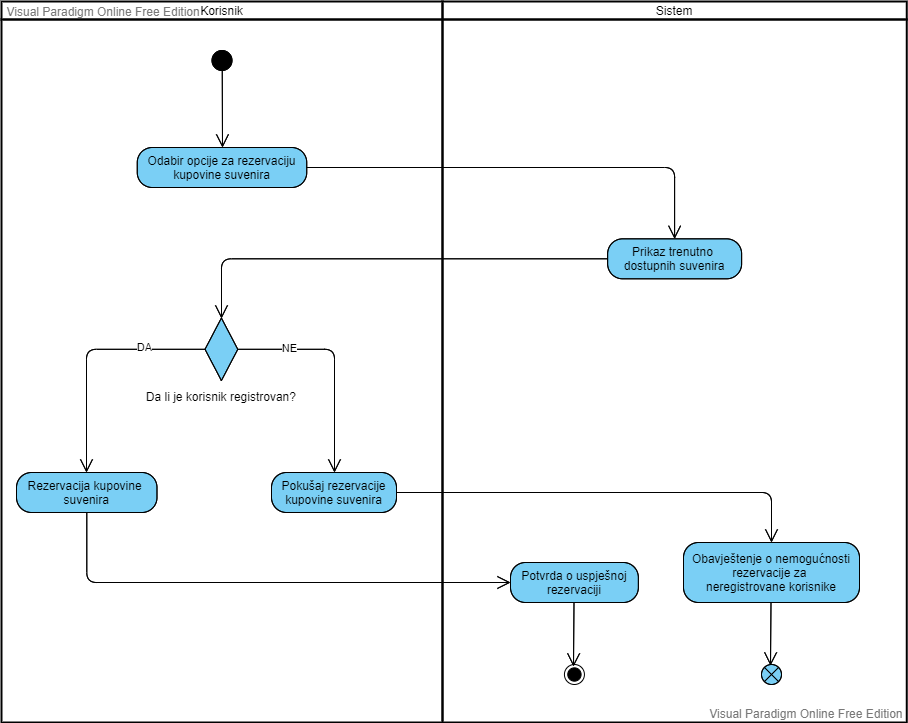 Visual Paradigm Online Free Edition
Korisnik
Sistem
Odabir opcije za rezervaciju
kupovine suvenira
Prikaz trenutno
dostupnih suvenira
DA
NE
Da li je korisnik registrovan?
Rezervacija kupovine
suvenira
Pokušaj rezervacije
kupovine suvenira
Obavještenje o nemogućnosti
rezervacije za
neregistrovane korisnike
Potvrda o uspješnoj
rezervaciji
Visual Paradigm Online Free Edition